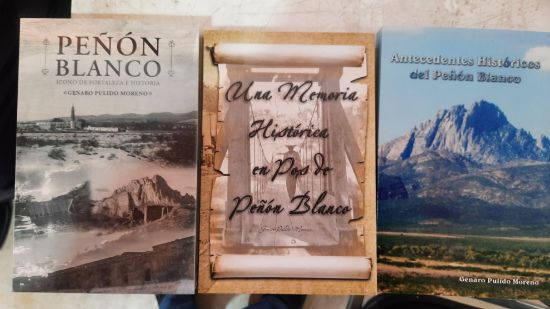 PEÑÓN
BLANCO
ICONO DE FORTALEZA E HISTORIA
GENARO PULIDO MORENO
Una Memoria
Histórica
en Pos de
Peñón Blanco
Antecedentes Históricos
del Peñón Blanco
Genaro Pulido Moreno